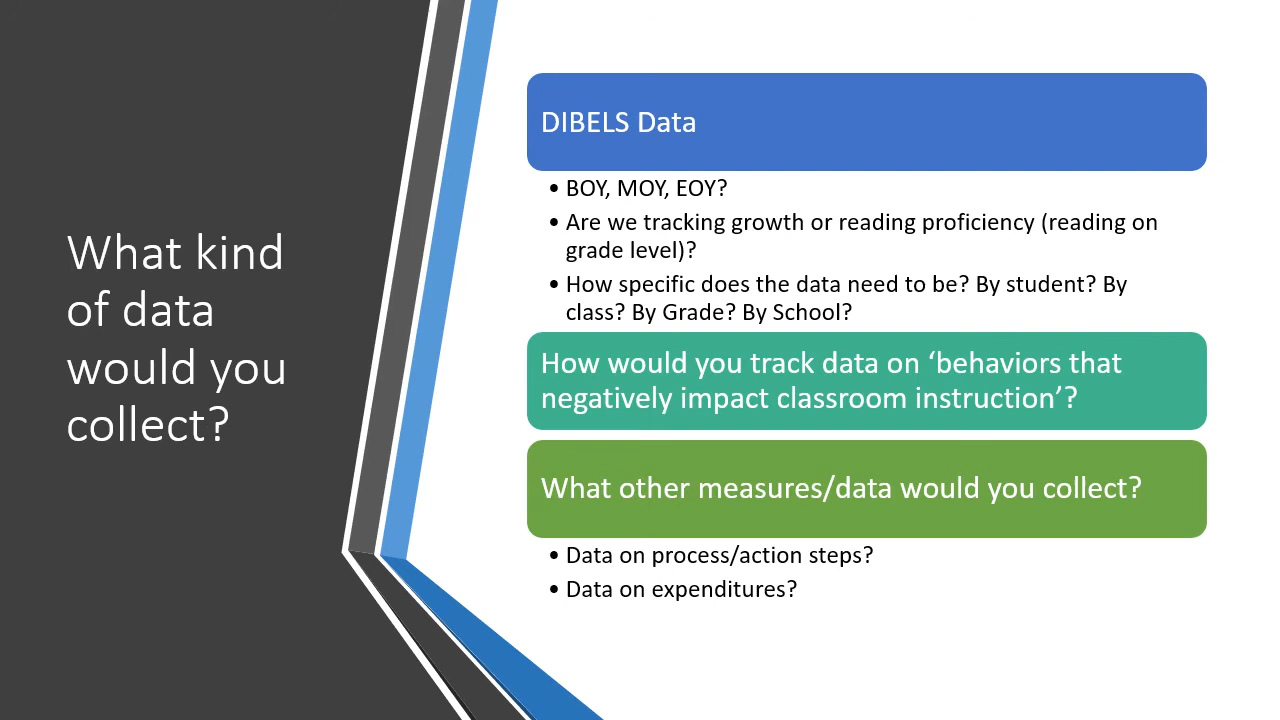 What kind
of data
would you
collect?
DIBELS Data
• BOY, MOY, EOY?
• Are we tracking growth or reading proficiency (reading on
grade level)?
• How specific does the data need to be? By student? By
class? By Grade? By School?
How would you track data on ‘behaviors that
negatively impact classroom instruction’?
What other measures/data would you collect?
• Data on process/action steps?
• Data on expenditures?